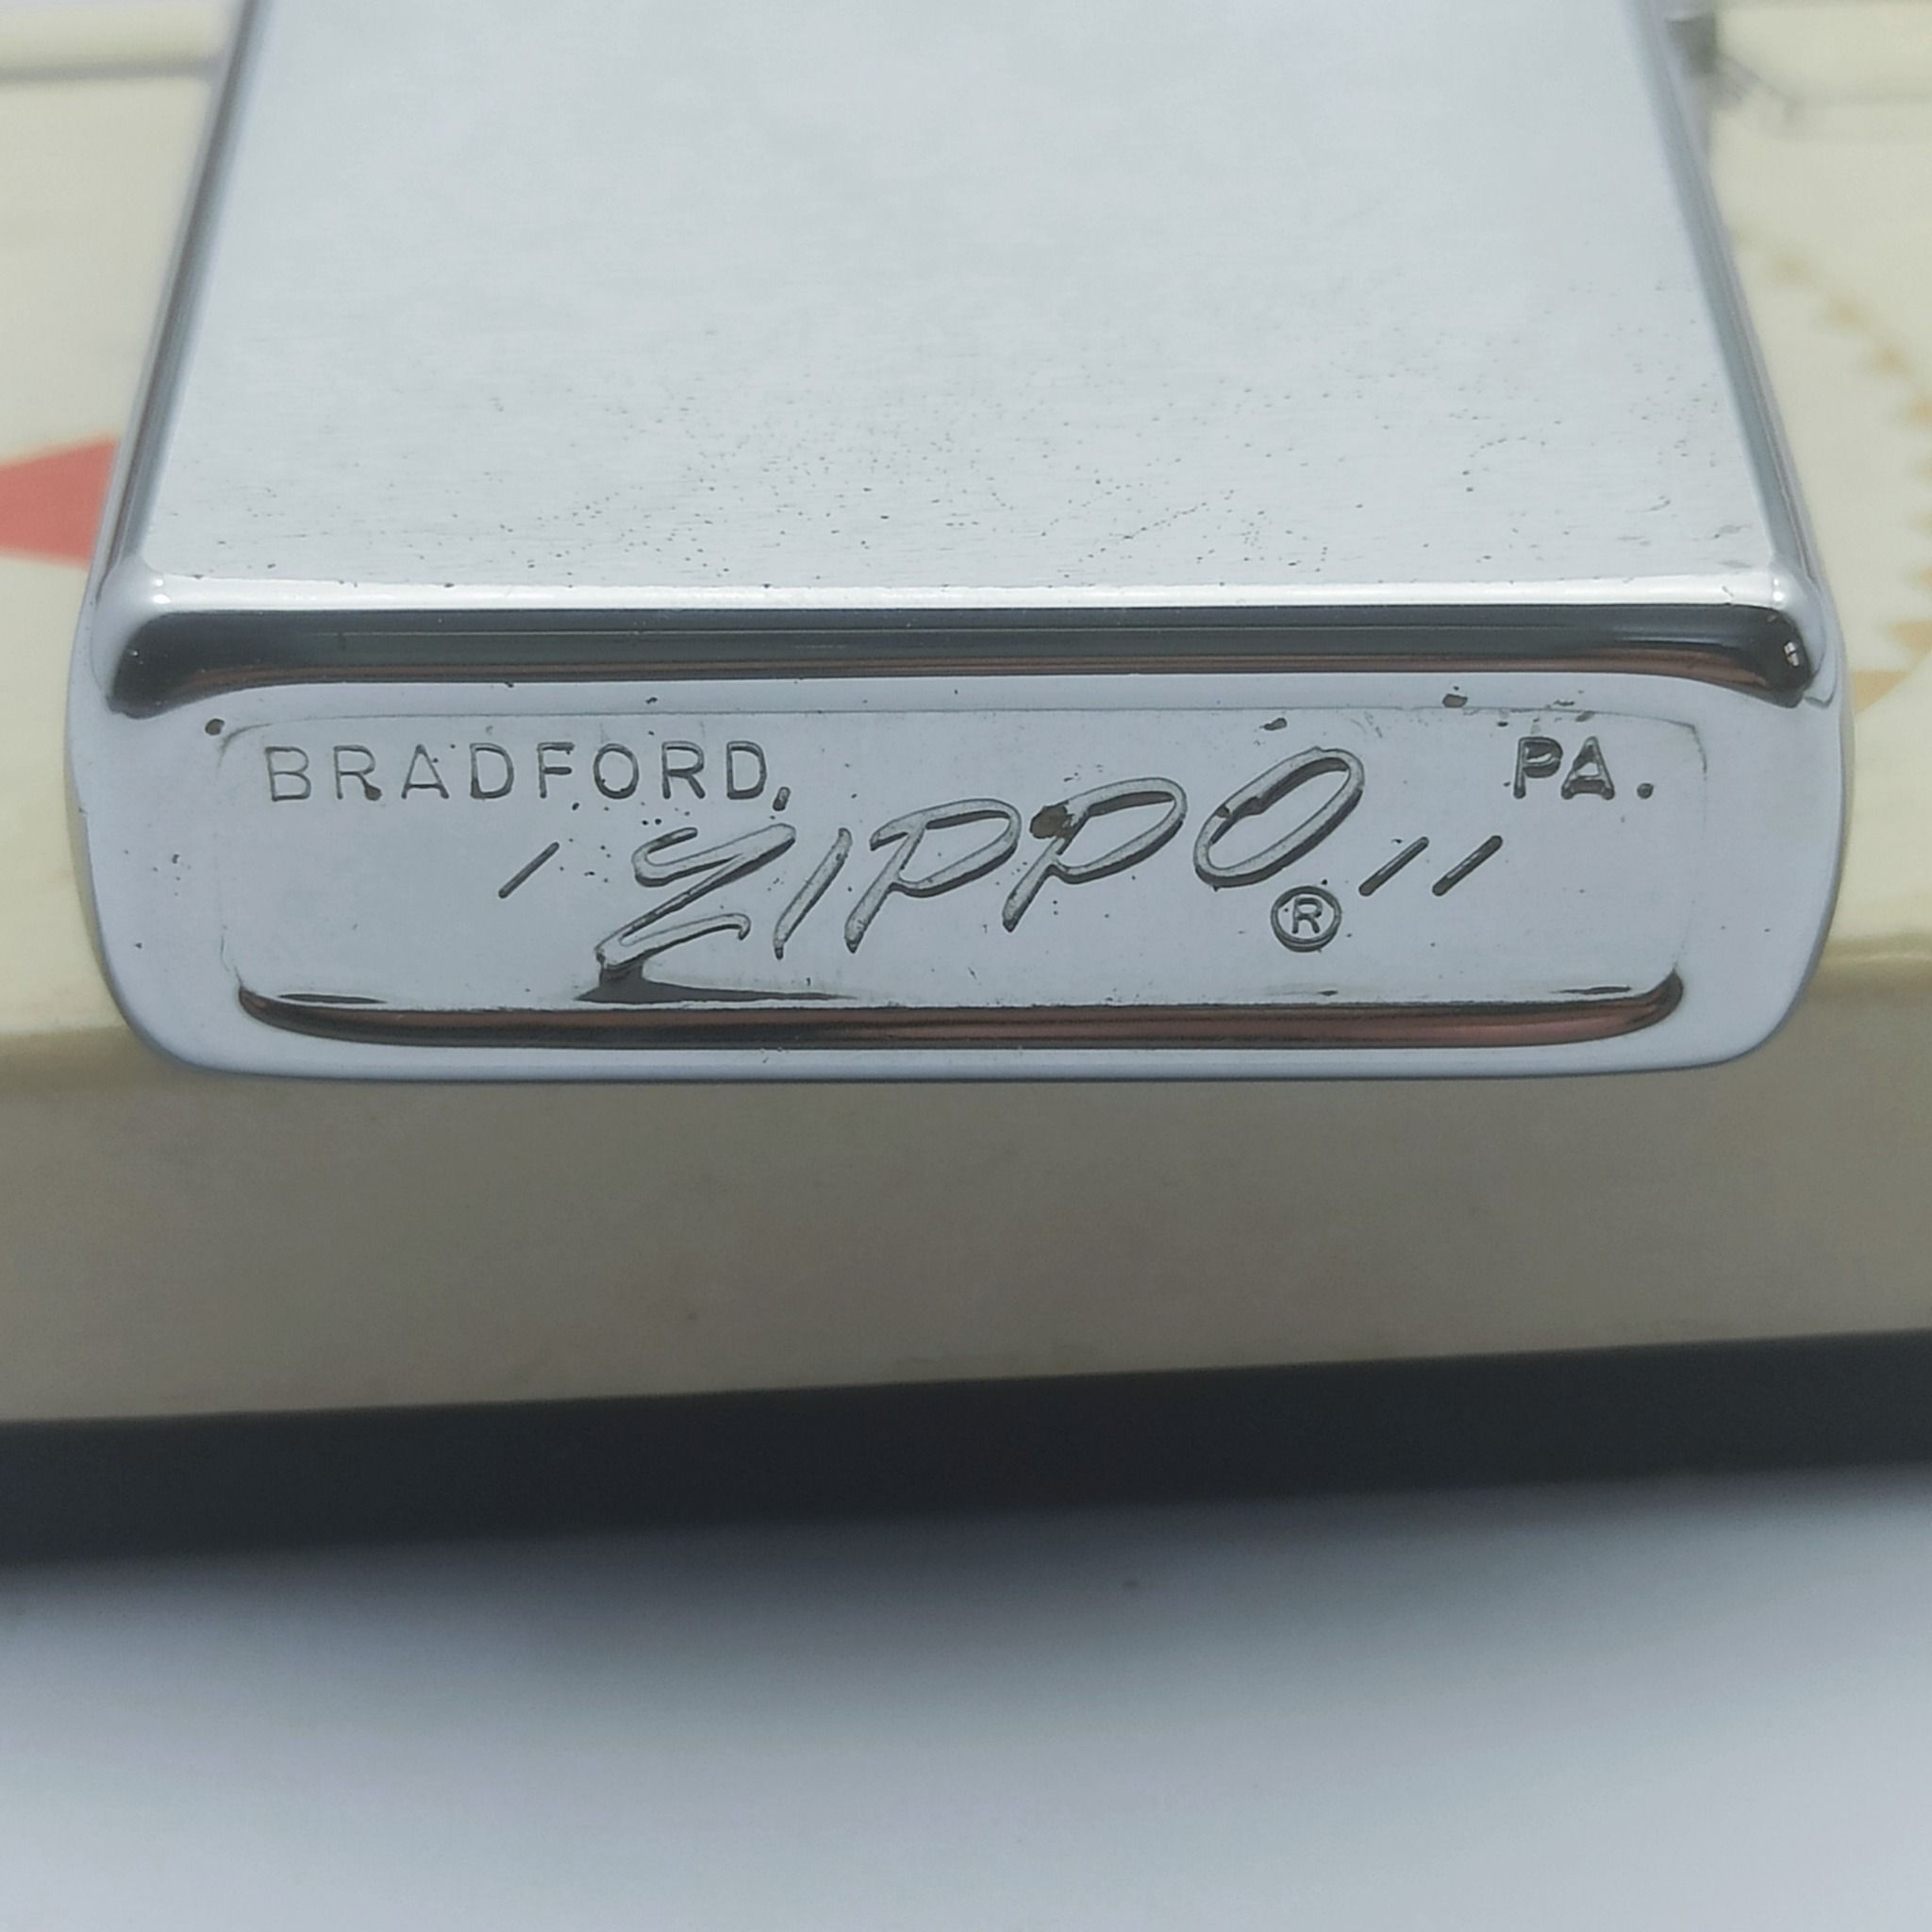 BRADFORD, PA.
/ ZIPPO ® //